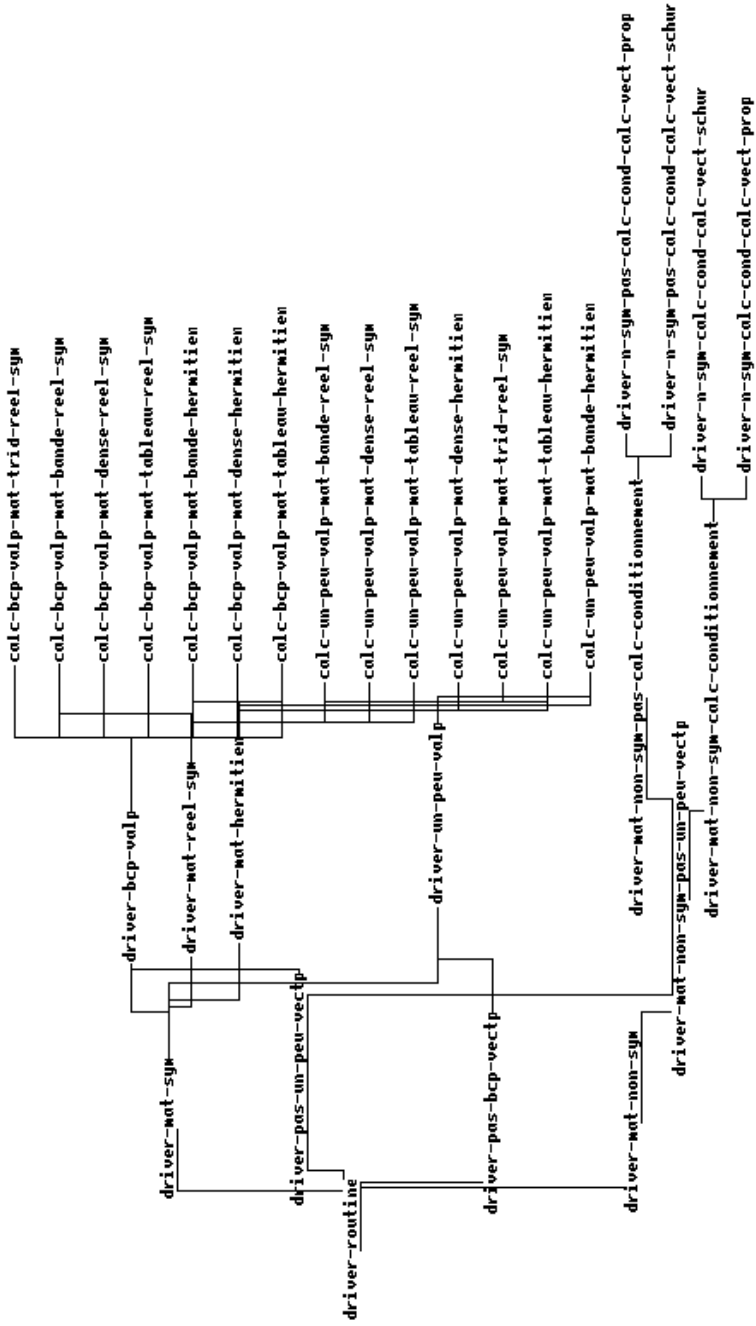 calc-bcp-valp-mat-trid-reel-sym
calc-bcp-valp-mat-bande-reel-sym
calc-bcp-valp-mat-dense-reel-sym
calc-bcp-valp-mat-tableau-reel-sym
calc-bcp-valp-mat-bande-hermitien
calc-bcp-valp-mat-dense-hermitien
calc-bcp-valp-mat-tableau-hermitien
calc-un-peu-valp-mat-bande-reel-sym
calc-un-peu-valp-mat-dense-reel-sym
calc-un-peu-valp-mat-tableau-reel-sym
calc-un-peu-valp-mat-dense-hermitien
calc-un-peu-valp-mat-trid-reel-sym
calc-un-peu-valp-mat-tableau-hermitien
calc-un-peu-valp-mat-bande-hermitien
driver-n-sym-pas-calc-cond-calc-vect-prop
driver-n-sym-pas-calc-cond-calc-vect-schur
driver-n-sym-calc-cond-calc-vect-schur
driver-n-sym-calc-cond-calc-vect-prop
driver-bcp-valp
driver-mat-reel-sym
driver-mat-hermitien
driver-un-peu-valp
driver-mat-non-sym-pas-calc-conditionnement
driver-mat-non-sym-calc-conditionnement
driver-mat-sym
driver-pas-un-peu-vectp
driver-pas-bcp-vectp
driver-mat-non-sym
driver-mat-non-sym-pas-un-peu-vectp
driver-routine